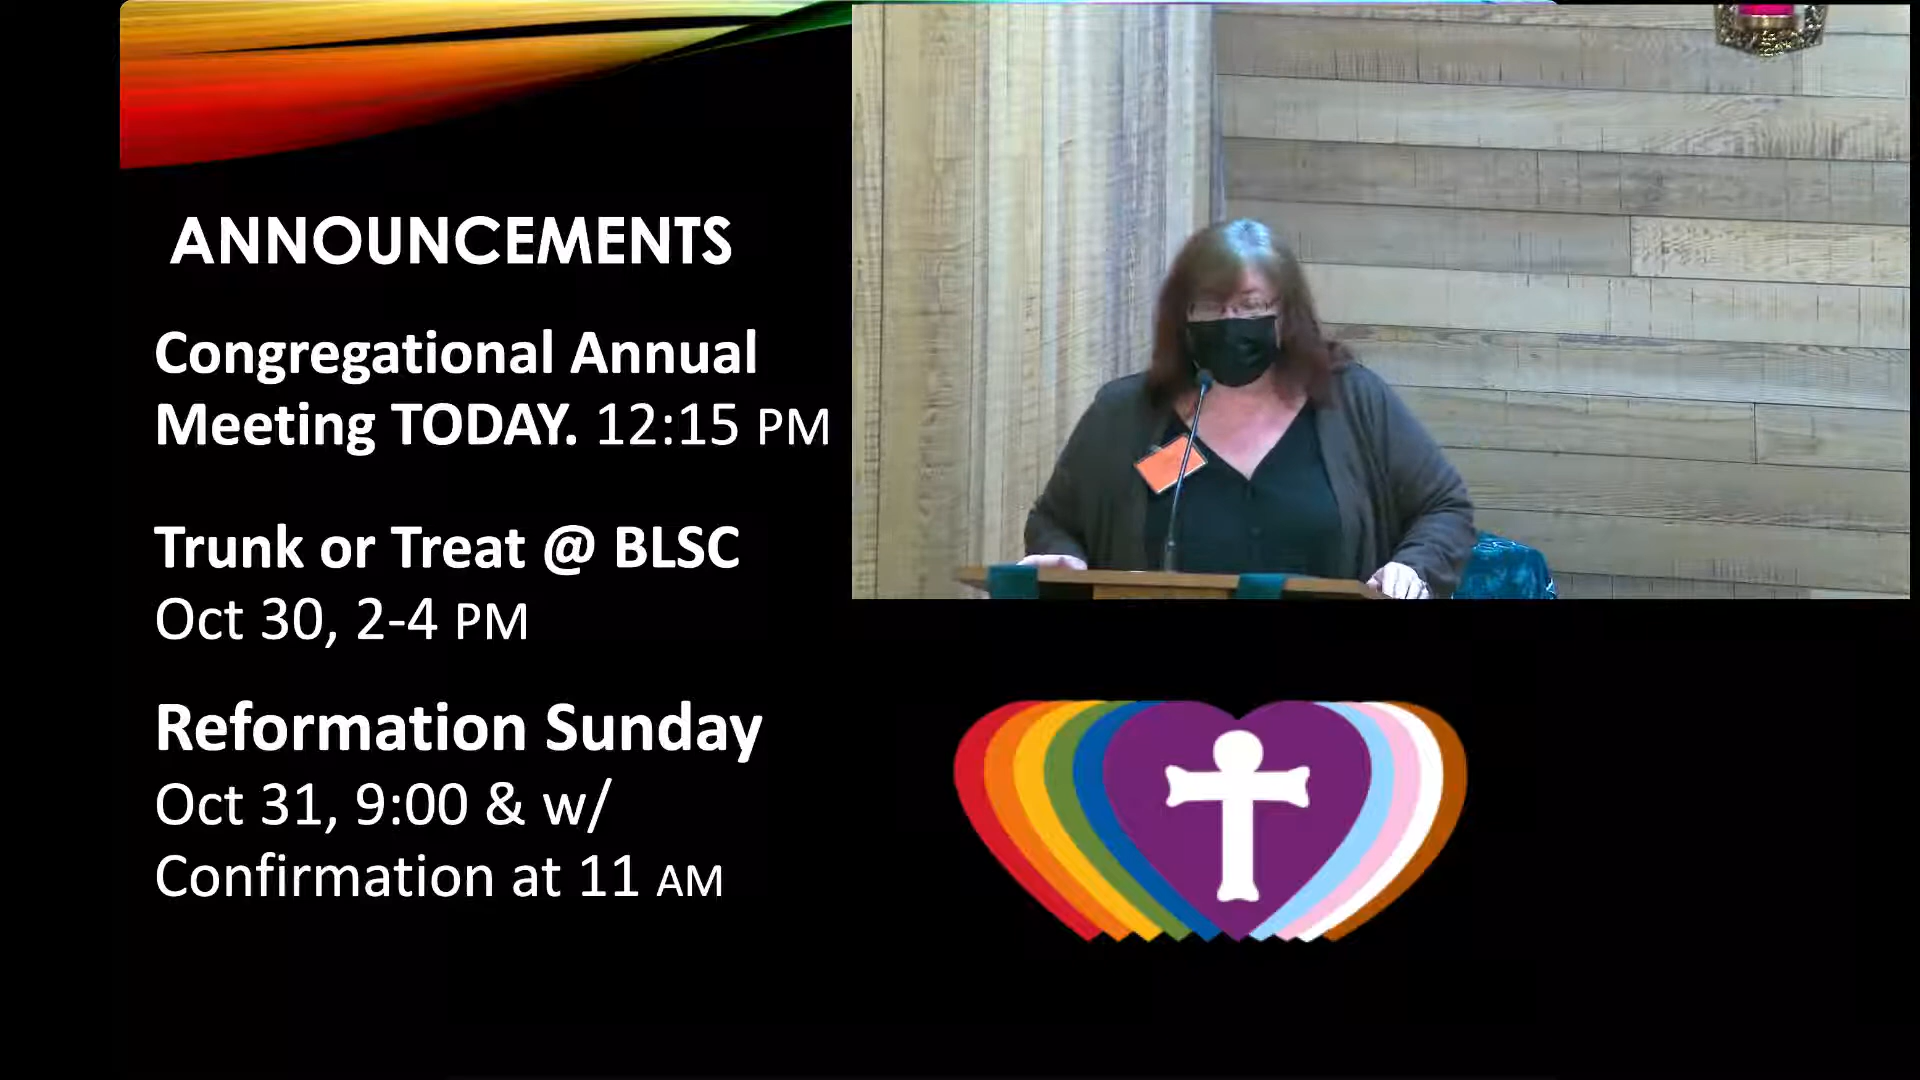 ANNOUNCEMENTS
Congregational Annual
Meeting TODAY. 12:15 PM
Trunk or Treat @ BLSC
Oct 30, 2-4 PM
Reformation Sunday
Oct 31, 9:00 & w/
Confirmation at 11 AM